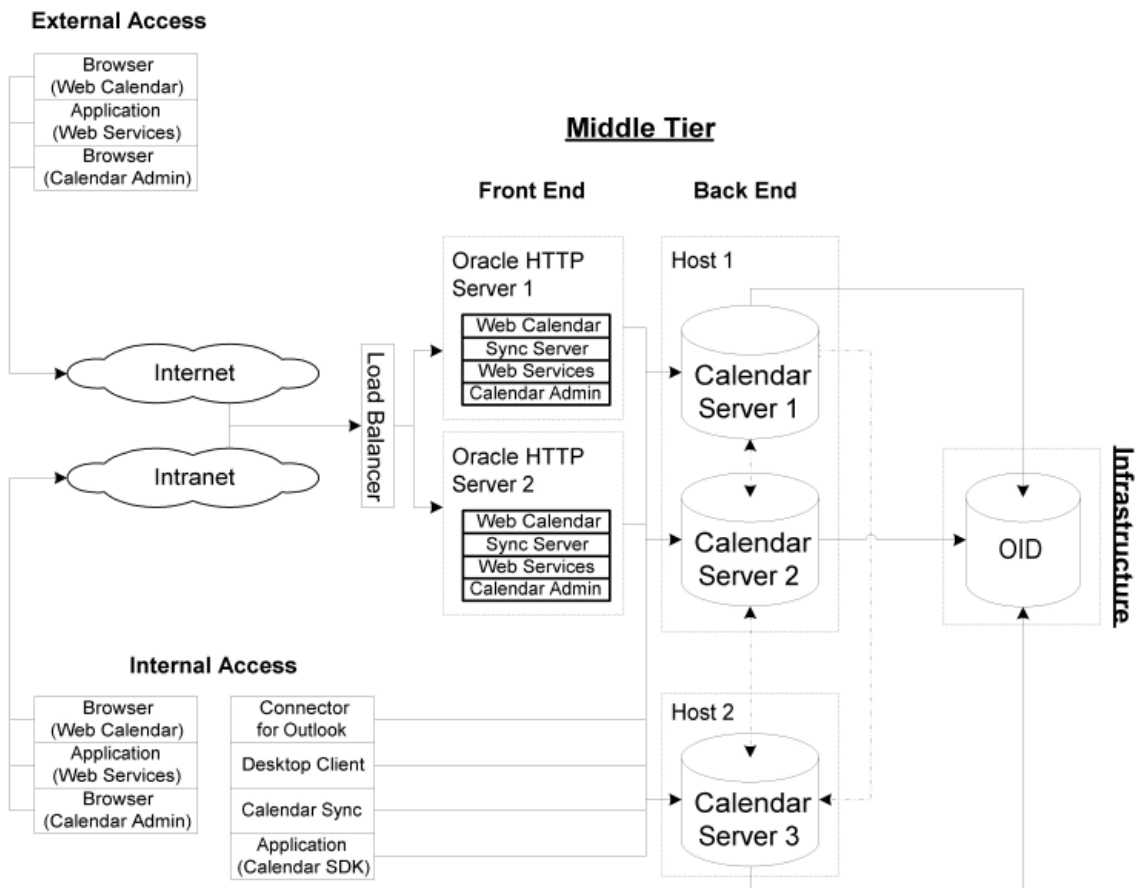 External Access
Browser
(Web Calendar)
Application
(Web Services)
Browser
(Calendar Admin)
Middle Tier
Front End
Back End
Oracle HTTP
Server 1
Web Calendar
Sync Server
Web Services
Calendar Admin
Host 1
Calendar
Server 1
Internet
Intranet
Load Balancer
Oracle HTTP
Server 2
Web Calendar
Sync Server
Web Services
Calendar Admin
Calendar
Server 2
OID
Infrastructure
Internal Access
Browser
(Web Calendar)
Application
(Web Services)
Browser
(Calendar Admin)
Connector
for Outlook
Desktop Client
Calendar Sync
Application
(Calendar SDK)
Host 2
Calendar
Server 3